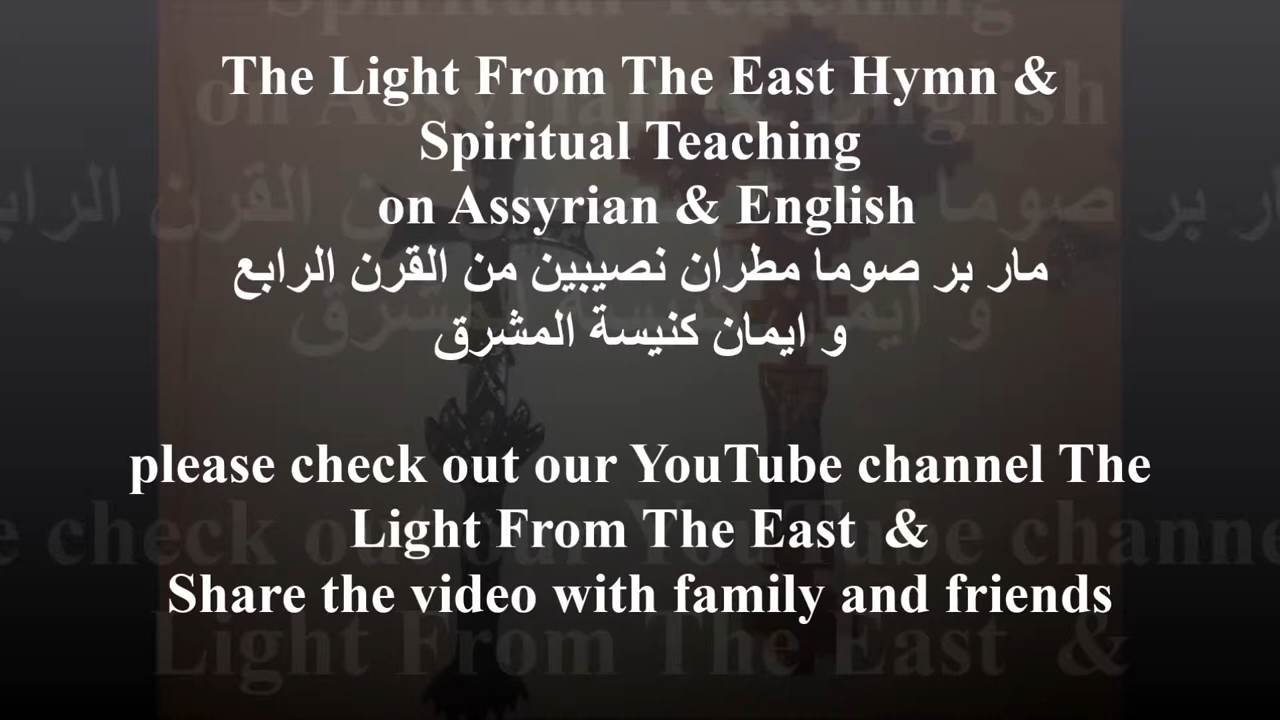 The Light From The East Hymn &
Spiritual Teaching
on Assyrian & English
مار بر صوما مطران نصيبين من القرن الرابع
و ايمان كنيسة المشرق
please check out our YouTube channel The
Light From The East &
Share the video with family and friends